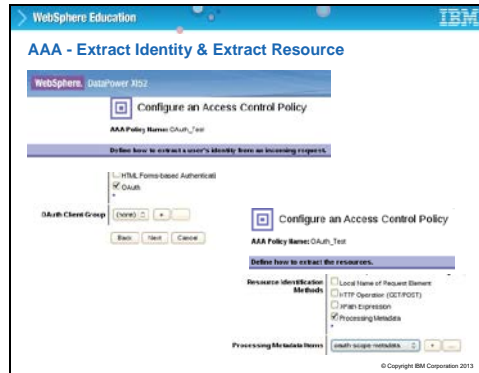 WebSphere Education
IBM
AAA - Extract Identity & Extract Resource
WebSphere. DataPower XI52
Configure an Access Control Policy
AAA Policy Name: OAuth_Test
Define how to extract a user's identity from an incoming request.
HTML Forms-based Authenticati
OAuth
*
OAuth Client Group (none) + ...
Back Next Cancel
Configure an Access Control Policy
AAA Policy Name: OAuth_Test
Define how to extract the resources.
Resource Identification Methods
Local Name of Request Element
HTTP Operation (GET/POST)
XPath Expression
Processing Metadata
*
Processing Metadata Items oauth-scope-metadata + ...
© Copyright IBM Corporation 2013